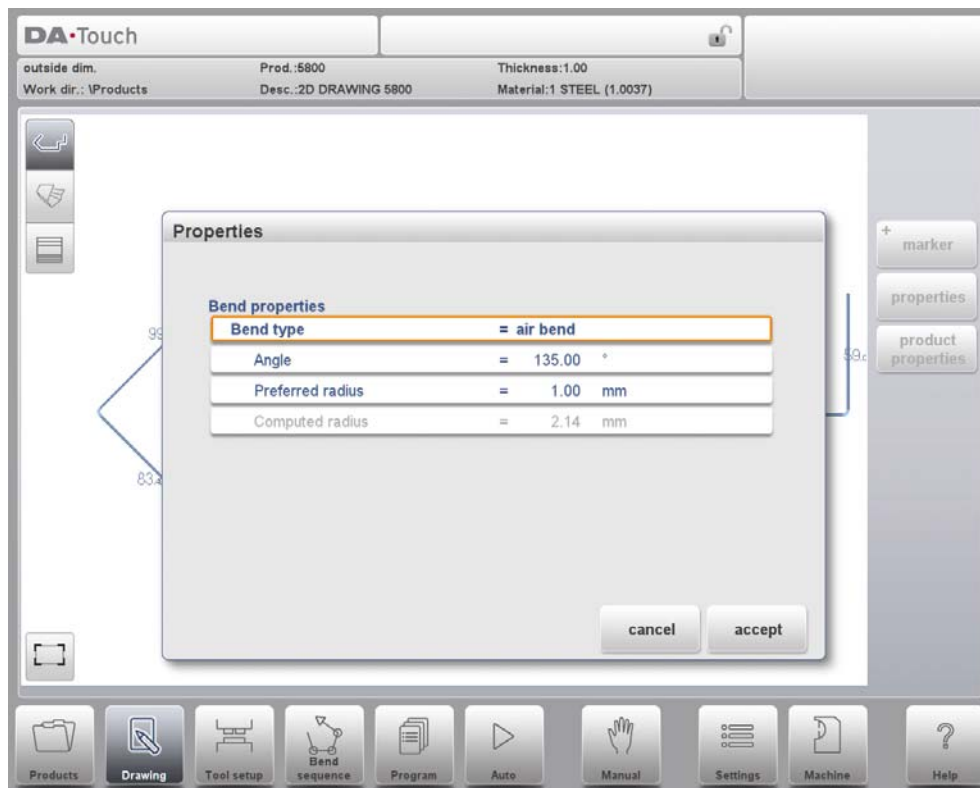 DA•Touch
outside dim. Prod.:5800 Thickness:1.00
Work dir.: \Products Desc.:2D DRAWING 5800 Material:1 STEEL (1.0037)
Properties
+ marker
Bend properties
properties
Bend type = air bend
product
properties
Angle = 135.00 °
Preferred radius = 1.00 mm
Computed radius = 2.14 mm
cancel accept
Products Drawing Tool setup Bend sequence Program Auto Manual Settings Machine Help